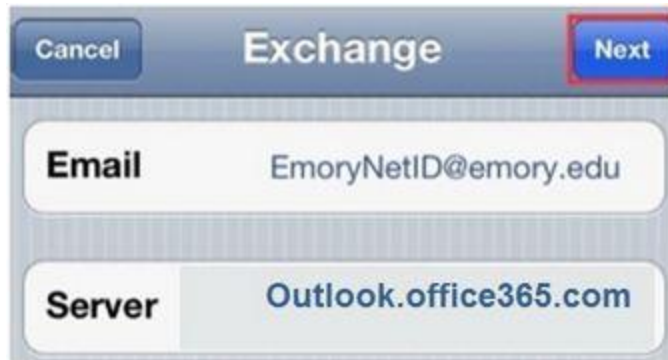 Cancel Exchange Next
Email EmoryNetID@emory.edu
Server Outlook.office365.com